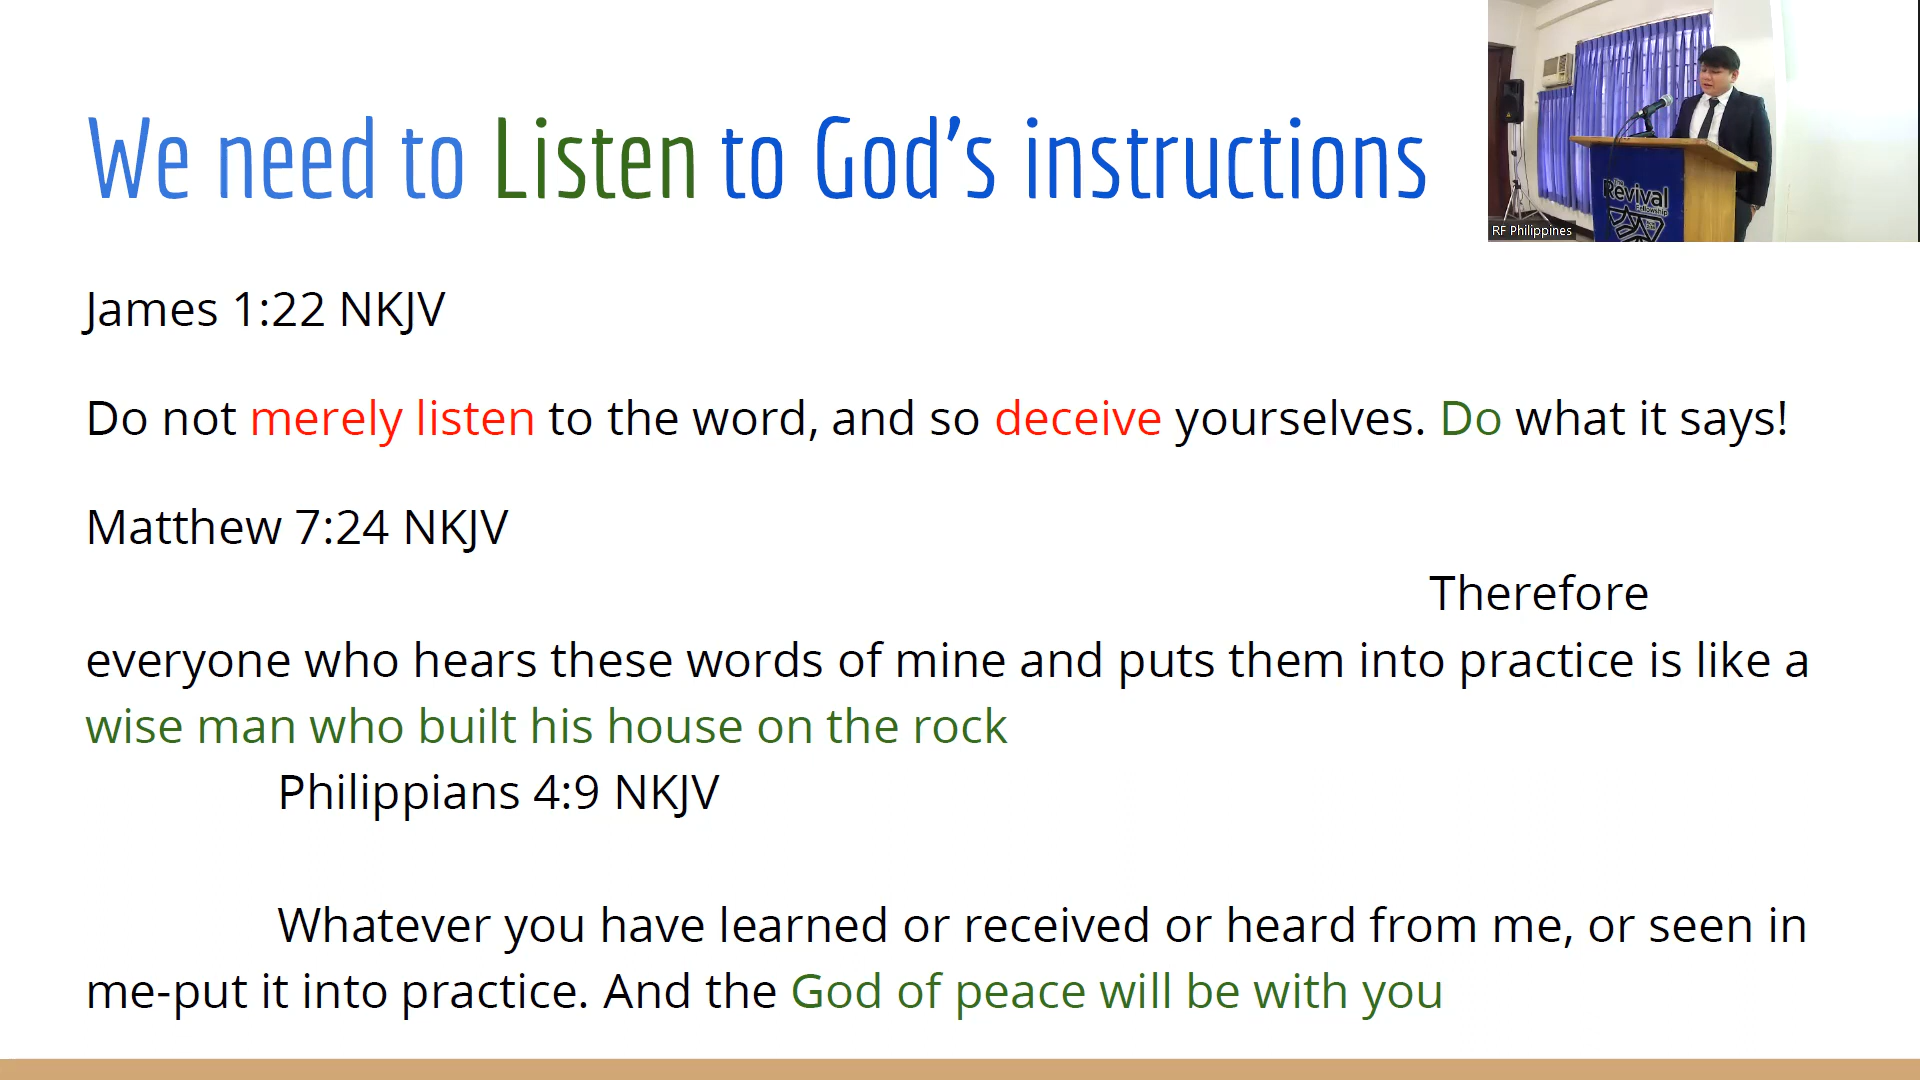 We need to Listen to God's instructions
RF Philippines
The
Revival
Fellowship
James 1:22 NKJV
Do not merely listen to the word, and so deceive yourselves. Do what it says!
Matthew 7:24 NKJV
Therefore
everyone who hears these words of mine and puts them into practice is like a
wise man who built his house on the rock
Philippians 4:9 NKJV
Whatever you have learned or received or heard from me, or seen in
me-put it into practice. And the God of peace will be with you